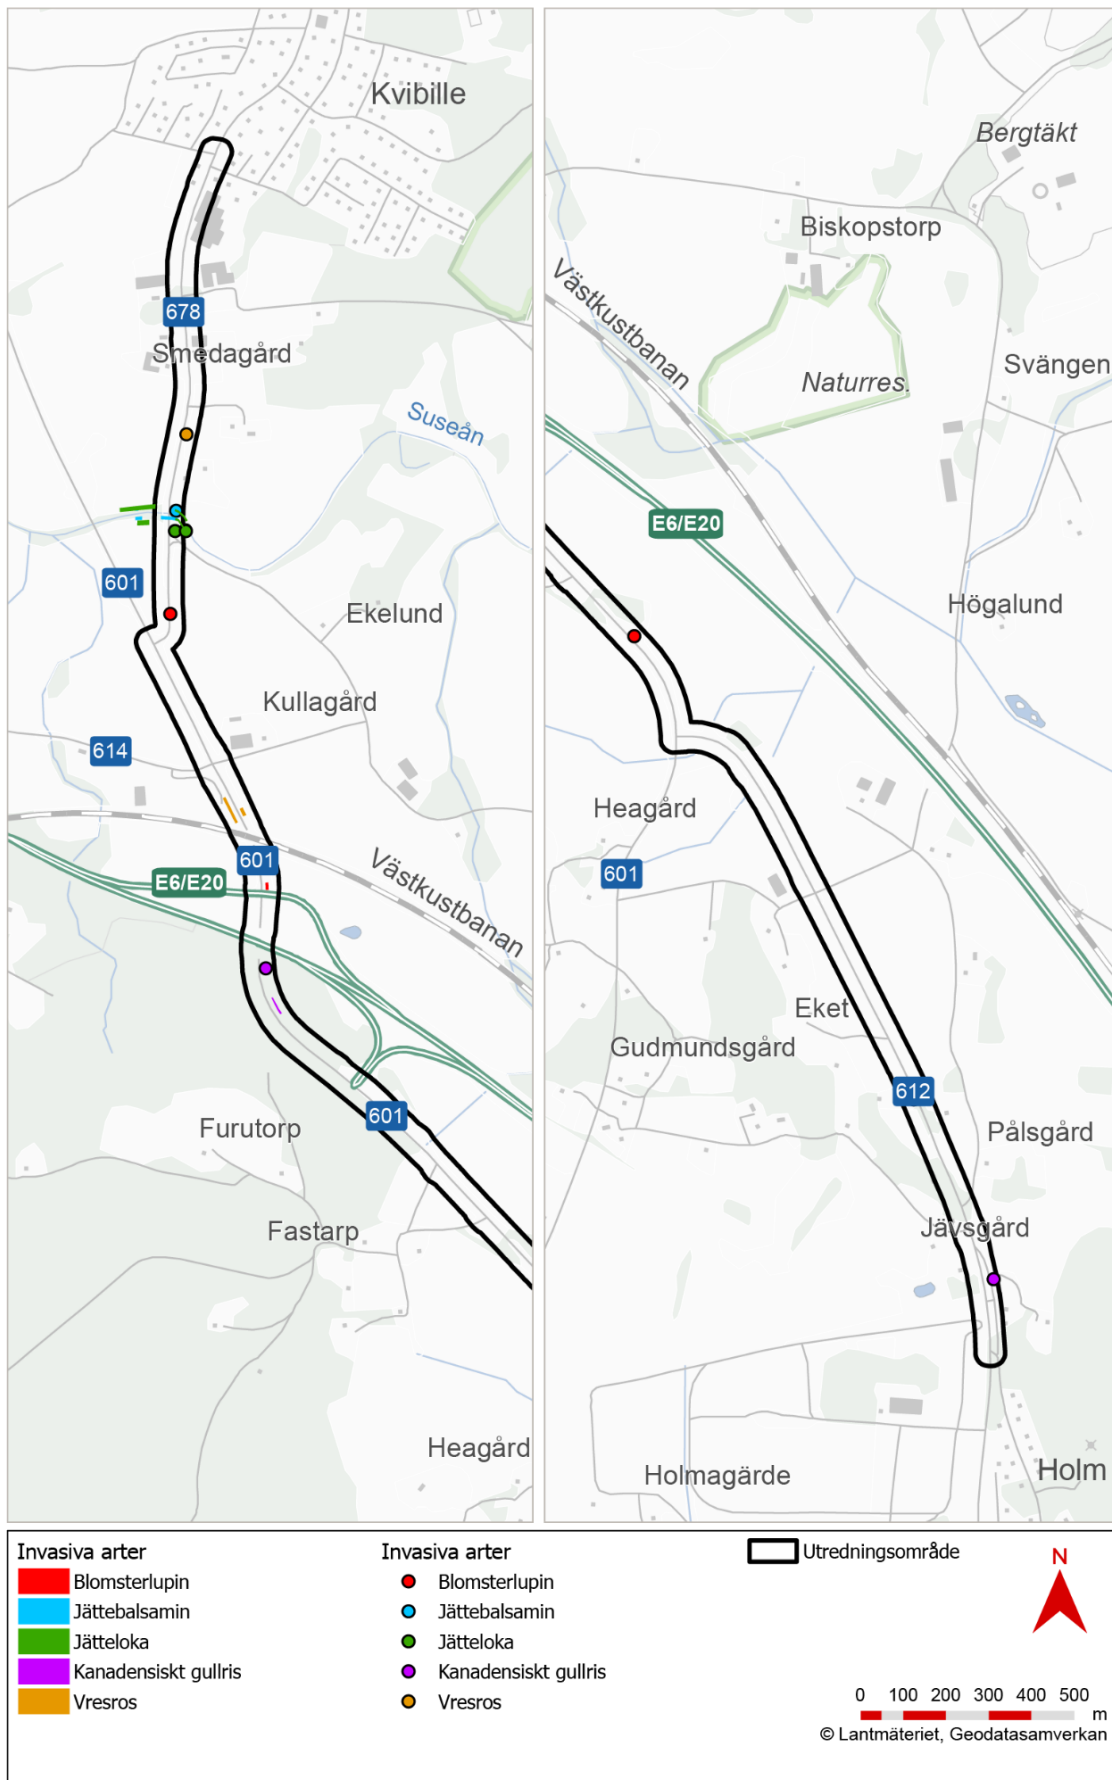 Kvibille
678
Smedagård
Suseån
601
Ekelund
Kullagård
614
601
E6/E20
Västkustbanan
601
Furutorp
Fastarp
Heagård
Bergtäkt
Biskopstorp
Västkustbanan
Naturres.
Svängen
E6/E20
Högalund
Heagård
601
Eket
Gudmundsgård
612
Pålsgård
Jävsgård
Holmagärde
Holm
Invasiva arter
Blomsterlupin
Jättebalsamin
Jätteloka
Kanadensiskt gullris
Vresros
Invasiva arter
Blomsterlupin
Jättebalsamin
Jätteloka
Kanadensiskt gullris
Vresros
Utredningsområde
N
0 100 200 300 400 500
m
© Lantmäteriet, Geodatasamverkan